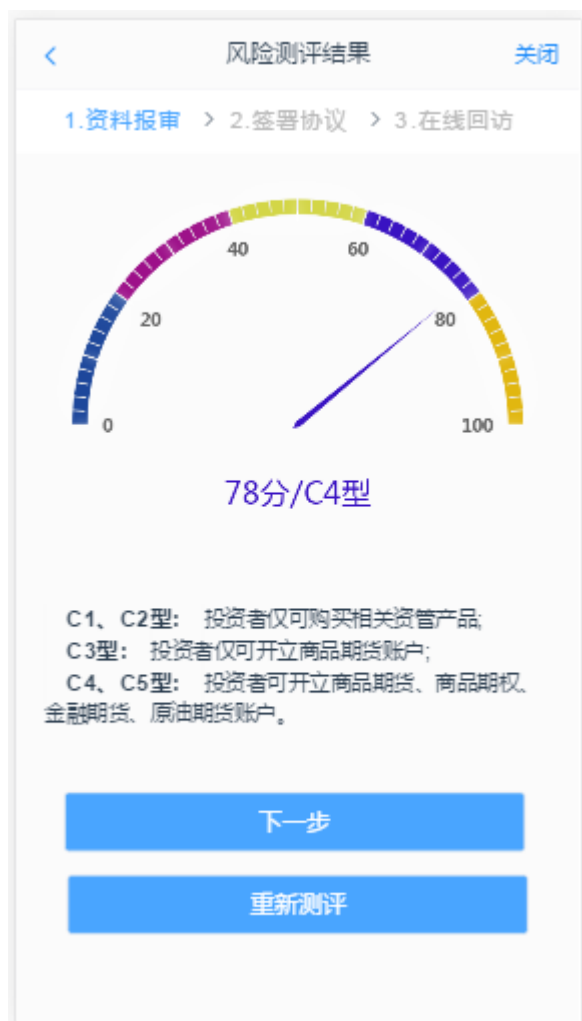 风险测评结果 关闭
1.资料报审 > 2.签署协议 > 3.在线回访
40 60
20 80
0 100
78分/C4型
C1、C2型: 投资者仅可购买相关资管产品;
C3型: 投资者仅可开立商品期货账户;
C4、C5型: 投资者可开立商品期货、商品期权、
金融期货、原油期货账户。
下一步
重新测评